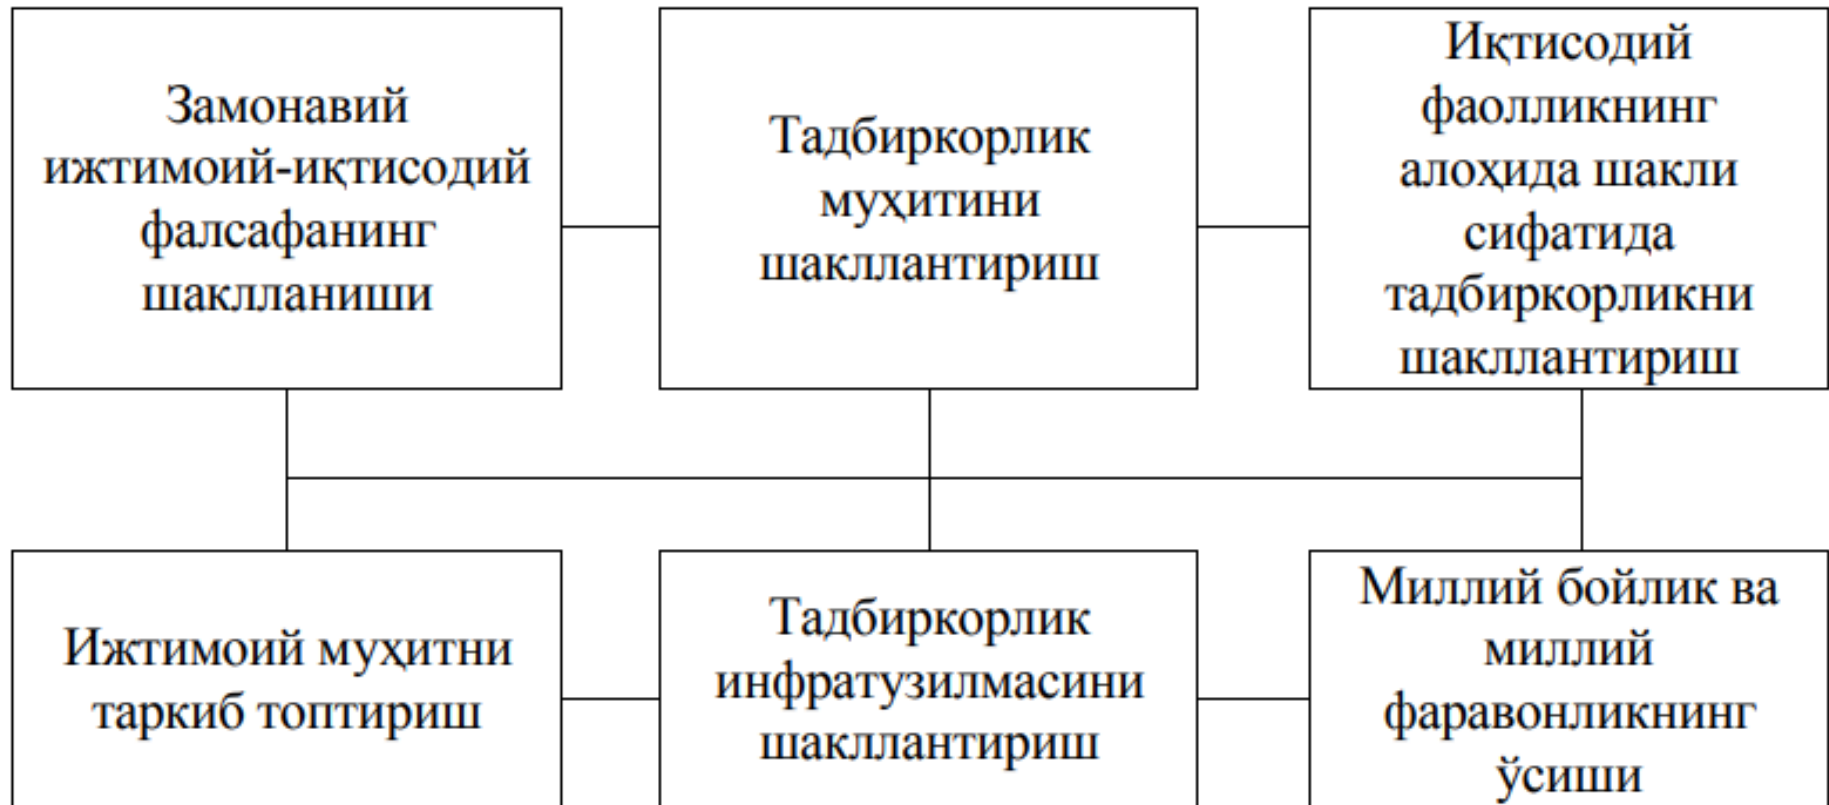 Замонавий
ижтимоий-иқтисодий
фалсафанинг
шаклланиши
Тадбиркорлик
муҳитини
шакллантириш
Иқтисодий
фаолликнинг
алоҳида шакли
сифатида
тадбиркорликни
шакллантириш
Ижтимоий муҳитни
таркиб топтириш
Тадбиркорлик
инфратузилмасини
шакллантириш
Миллий бойлик ва
миллий
фаравонликнинг
ўсиши